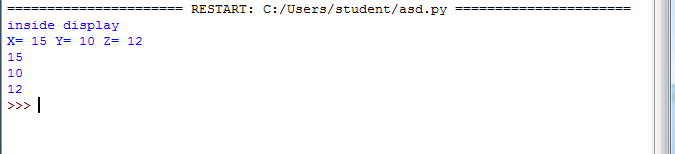 ====================== RESTART: C:/Users/student/asd.py ======================
inside display
X= 15 Y= 10 Z= 12
15
10
12
>>>